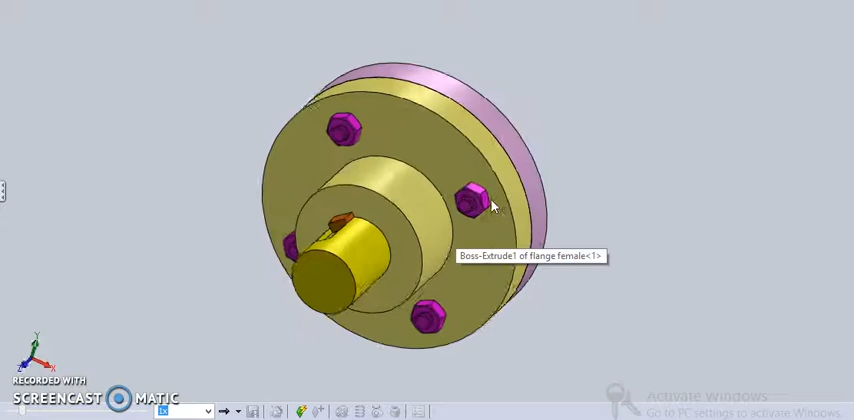 Boss-Extrude1 of flange female<1>
Y
X
Z
RECORDED WITH
SCREENCAST MATIC
1x
Activate Windows
Go to PC settings to activate Windows.